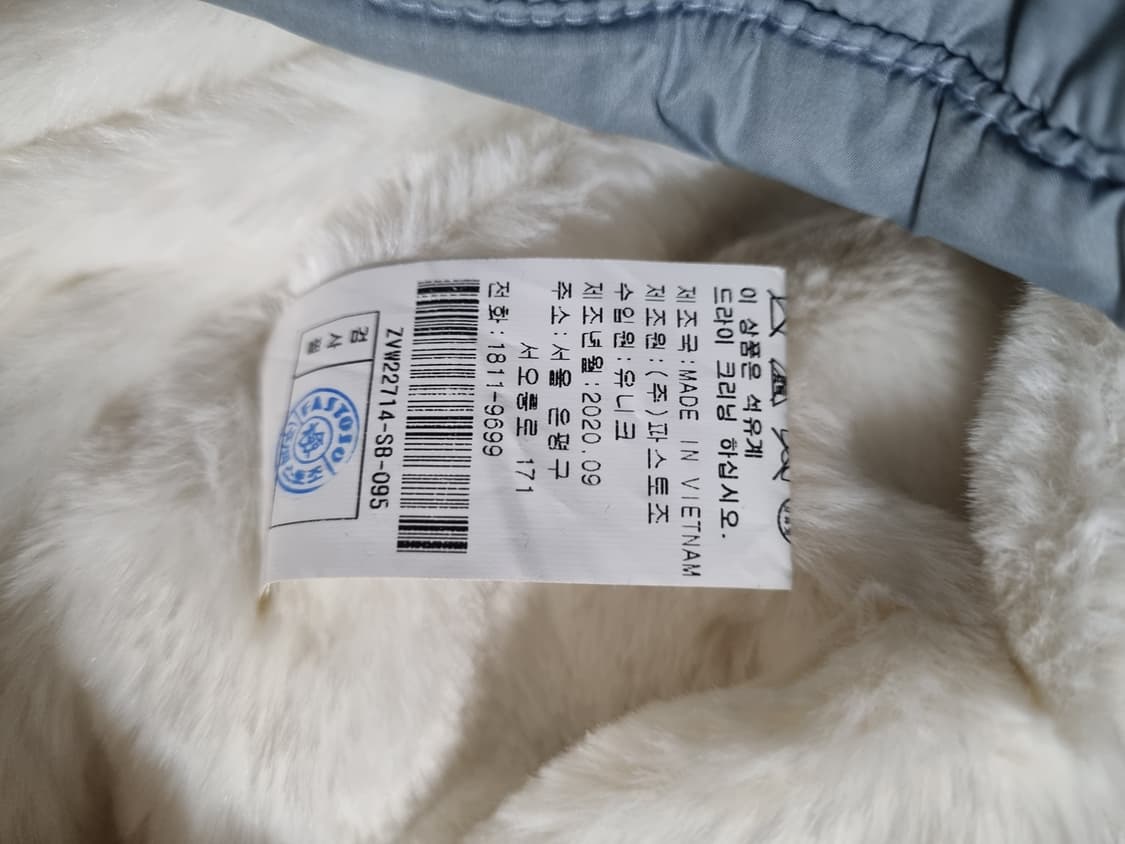 이 상품은 석유계
드라이 크리닝 하십시오.
제조국:MADE IN VIETNAM
제조원:(주)파스토조
수입원:유니크
제조년월:2020.09
주소:서울 은평구
서오릉로 171
전화:1811-9699
ZVW22714-SB-095
검사필
FASTOJO